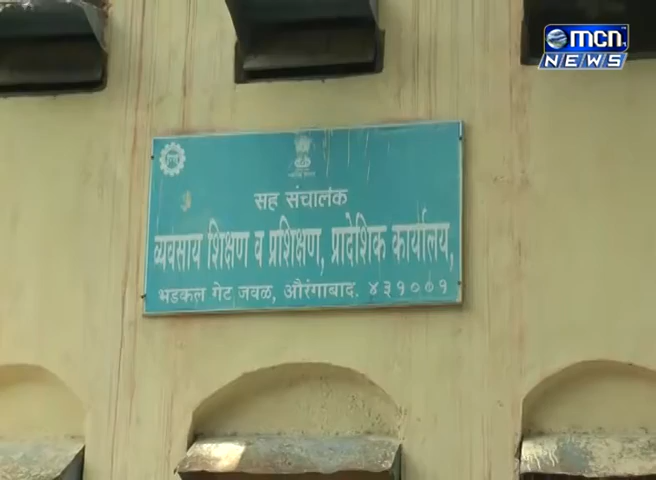 mcn
NEWS
सह संचालक
व्यवसाय शिक्षण व प्रशिक्षण, प्रादेशिक कार्यालय,
भडकल गेट जवळ, औरंगाबाद. ४३१००१